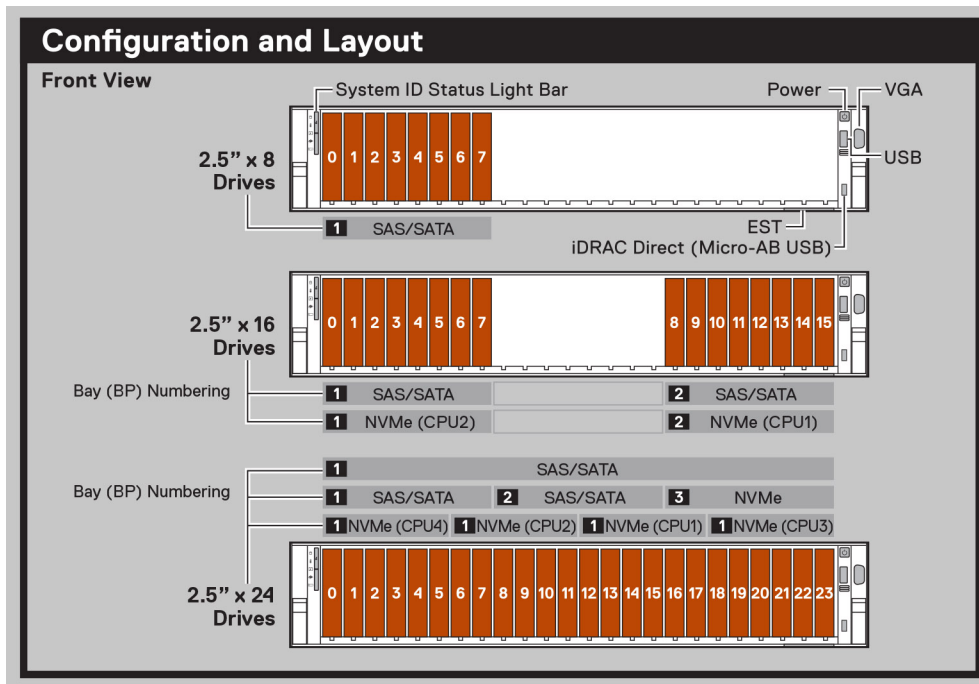 Configuration and Layout
Front View
System ID Status Light Bar
Power
VGA
2.5” x 8
Drives
0 1 2 3 4 5 6 7
USB
1 SAS/SATA
EST
iDRAC Direct (Micro-AB USB)
2.5” x 16
Drives
0 1 2 3 4 5 6 7 8 9 10 11 12 13 14 15
Bay (BP) Numbering
1 SAS/SATA 2 SAS/SATA
1 NVMe (CPU2) 2 NVMe (CPU1)
1 SAS/SATA
Bay (BP) Numbering
1 SAS/SATA 2 SAS/SATA 3 NVMe
1 NVMe (CPU4) 1 NVMe (CPU2) 1 NVMe (CPU1) 1 NVMe (CPU3)
2.5” x 24
Drives
0 1 2 3 4 5 6 7 8 9 10 11 12 13 14 15 16 17 18 19 20 21 22 23